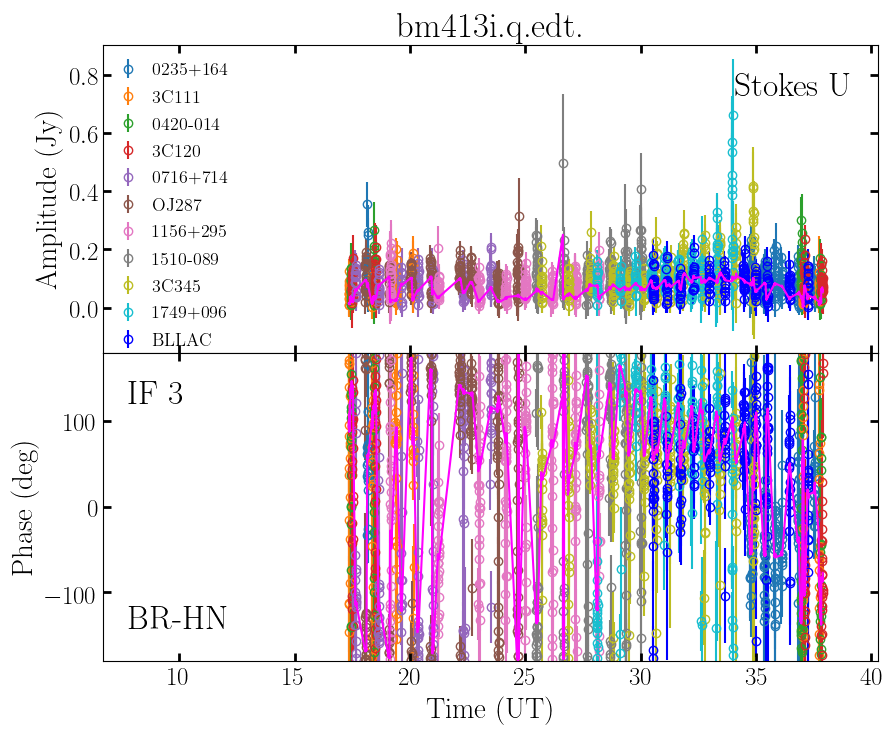 bm413i.q.edt.
Stokes U
0235+164
3C111
0420-014
3C120
0716+714
OJ287
1156+295
1510-089
3C345
1749+096
BLLAC
Amplitude (Jy)
0.8
0.6
0.4
0.2
0.0
IF 3
BR-HN
Phase (deg)
100
0
−100
10 15 20 25 30 35 40
Time (UT)